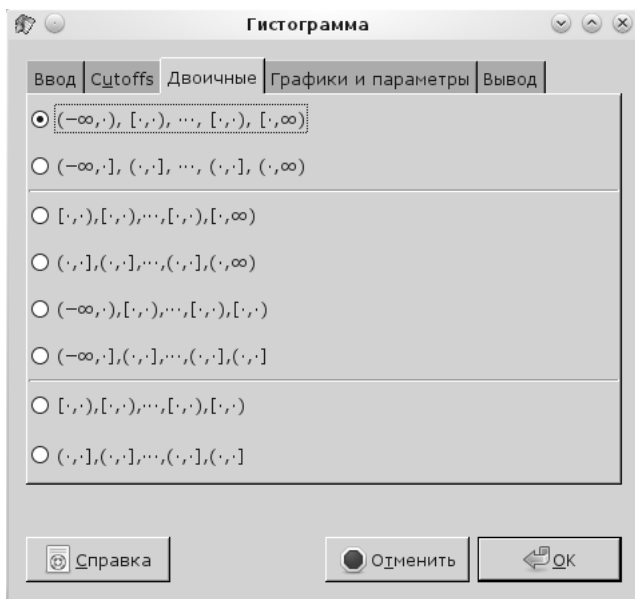 Гистограмма
Ввод Cutoffs Двоичные Графики и параметры Вывод
(−∞,·), [·,·), ···, [·,·), [·,∞)
(−∞,·], (·,·], ···, (·,·], (·,∞)
[·,·),[·,·),···,[·,·),[·,∞)
(·,·],(·,·],···,(·,·],(·,∞)
(−∞,·),[·,·),···,[·,·),[·,·)
(−∞,·],(·,·],···,(·,·],(·,·]
[·,·),[·,·),···,[·,·),[·,·)
(·,·],(·,·],···,(·,·],(·,·]
Справка Отменить OK